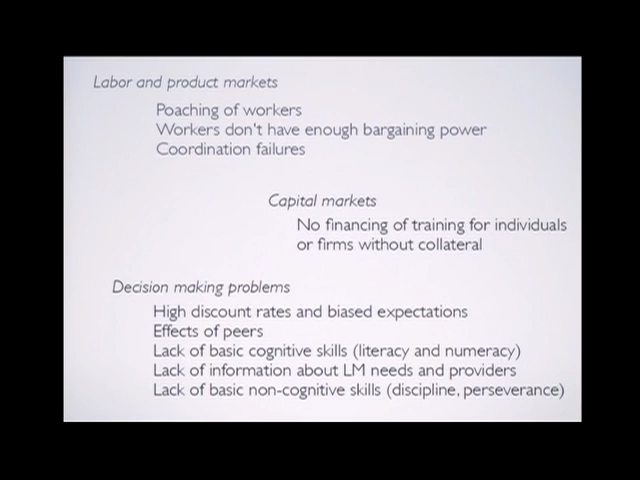 Labor and product markets
Poaching of workers
Workers don't have enough bargaining power
Coordination failures
Capital markets
No financing of training for individuals
or firms without collateral
Decision making problems
High discount rates and biased expectations
Effects of peers
Lack of basic cognitive skills (literacy and numeracy)
Lack of information about LM needs and providers
Lack of basic non-cognitive skills (discipline, perseverance)